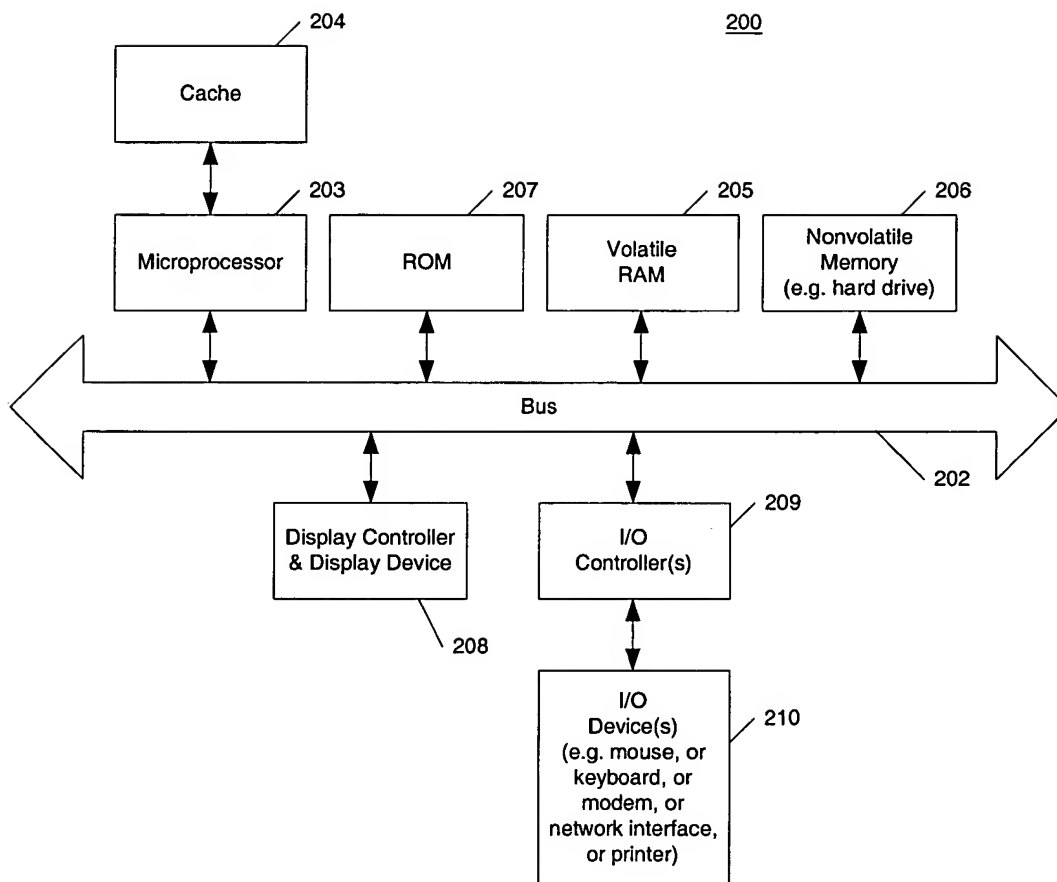 204
200
Cache
203
207
205
206
Microprocessor
ROM
Volatile
RAM
Nonvolatile
Memory
(e.g. hard drive)
Bus
202
209
Display Controller
& Display Device
I/O
Controller(s)
208
I/O
Device(s)
(e.g. mouse, or
keyboard, or
modem, or
network interface,
or printer)
210